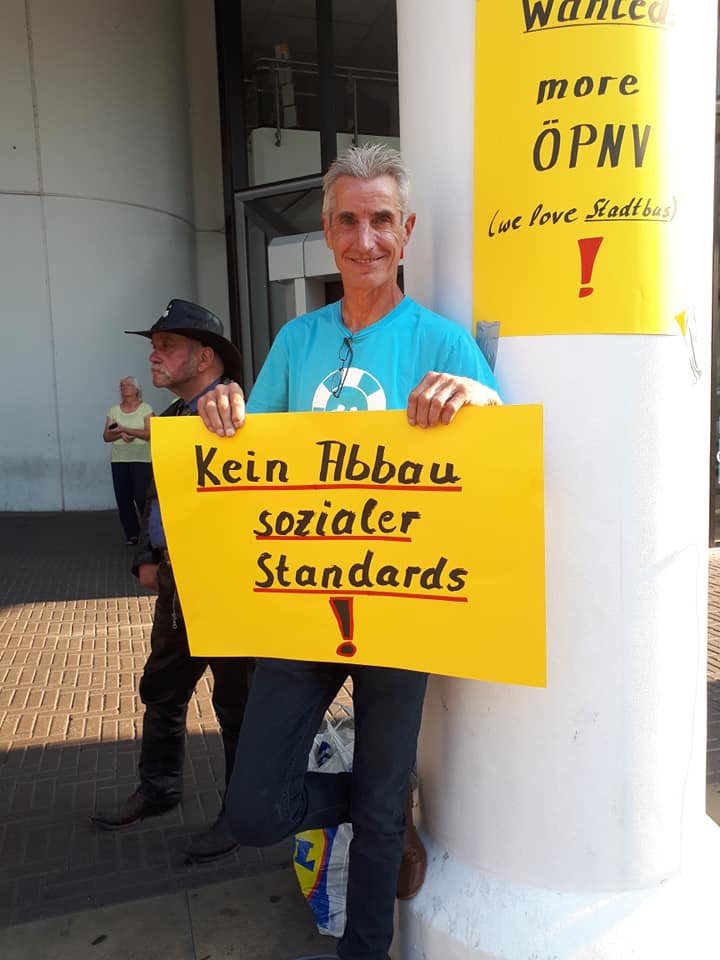 Wanted:
more
ÖPNV
(we love Stadtbus)
!
Kein Abbau
sozialer
Standards
!